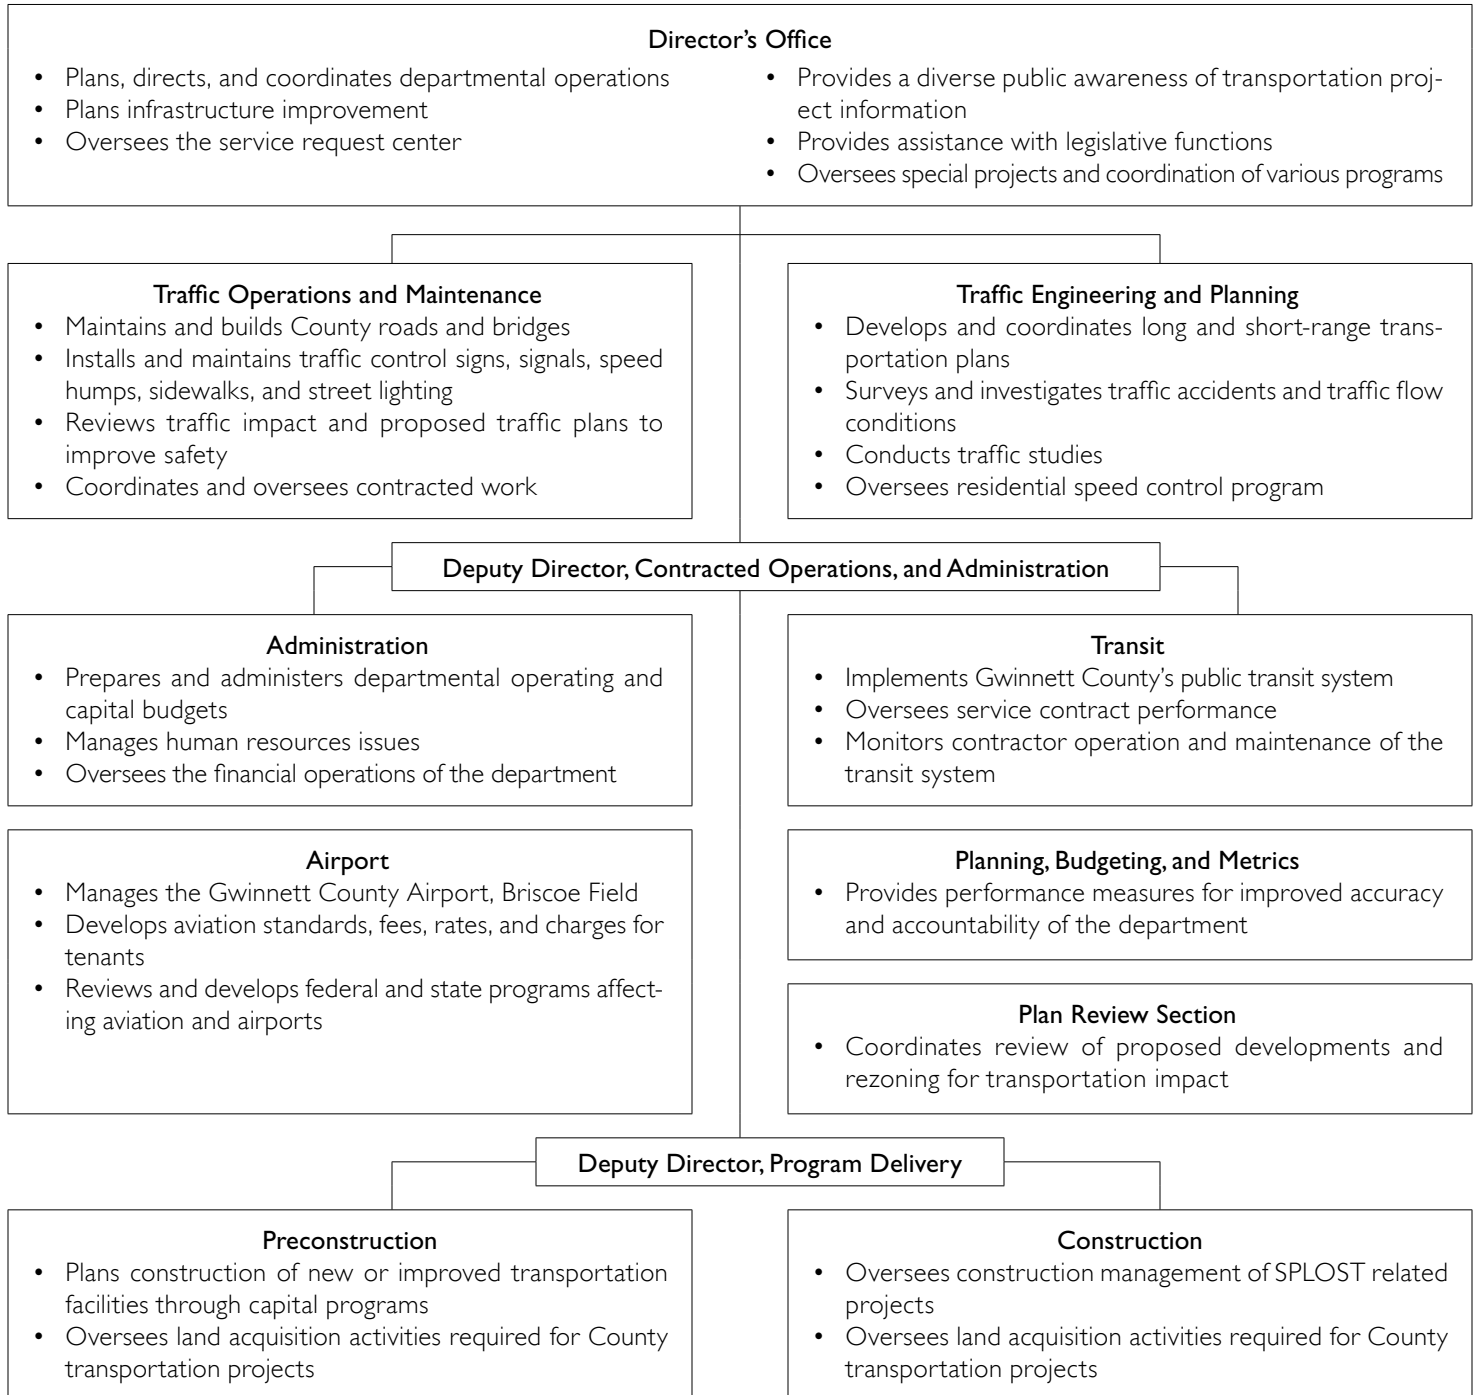 Director's Office
• Plans, directs, and coordinates departmental operations
• Plans infrastructure improvement
• Oversees the service request center
• Provides a diverse public awareness of transportation proj-
ect information
• Provides assistance with legislative functions
• Oversees special projects and coordination of various programs
Traffic Operations and Maintenance
• Maintains and builds County roads and bridges
• Installs and maintains traffic control signs, signals, speed
humps, sidewalks, and street lighting
• Reviews traffic impact and proposed traffic plans to
improve safety
• Coordinates and oversees contracted work
Traffic Engineering and Planning
• Develops and coordinates long and short-range trans-
portation plans
• Surveys and investigates traffic accidents and traffic flow
conditions
• Conducts traffic studies
• Oversees residential speed control program
Deputy Director, Contracted Operations, and Administration
Administration
• Prepares and administers departmental operating and
capital budgets
• Manages human resources issues
• Oversees the financial operations of the department
Transit
• Implements Gwinnett County's public transit system
• Oversees service contract performance
• Monitors contractor operation and maintenance of the
transit system
Airport
• Manages the Gwinnett County Airport, Briscoe Field
• Develops aviation standards, fees, rates, and charges for
tenants
• Reviews and develops federal and state programs affect-
ing aviation and airports
Planning, Budgeting, and Metrics
• Provides performance measures for improved accuracy
and accountability of the department
Plan Review Section
• Coordinates review of proposed developments and
rezoning for transportation impact
Deputy Director, Program Delivery
Preconstruction
• Plans construction of new or improved transportation
facilities through capital programs
• Oversees land acquisition activities required for County
transportation projects
Construction
• Oversees construction management of SPLOST related
projects
• Oversees land acquisition activities required for County
transportation projects